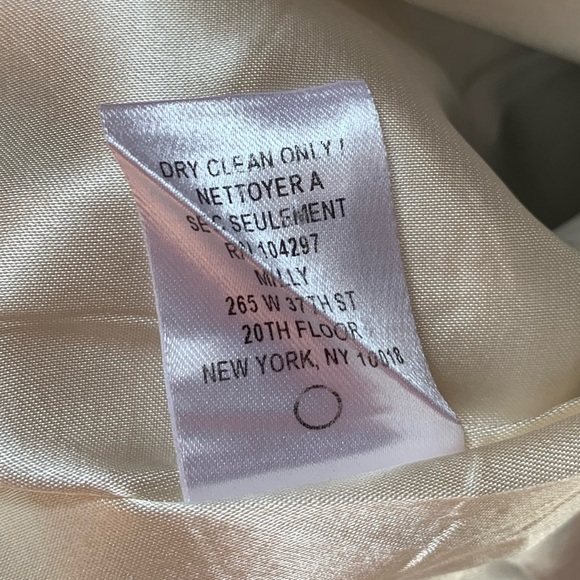 DRY CLEAN ONLY /
NETTOYER A
SEC SEULEMENT
RN 104297
MILLY
265 W 37TH ST
20TH FLOOR
NEW YORK, NY 10018